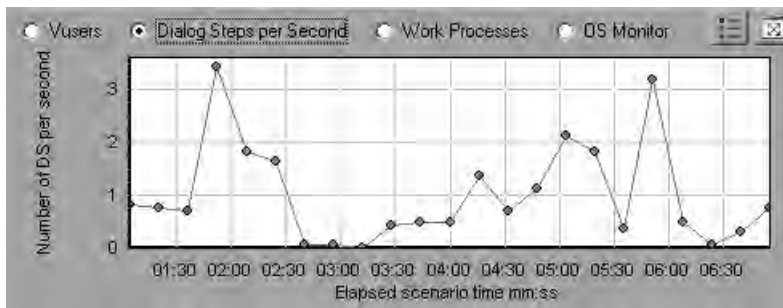 Vusers Dialog Steps per Second Work Processes OS Monitor
Number of DS per second
3
2
1
0
01:30 02:00 02:30 03:00 03:30 04:00 04:30 05:00 05:30 06:00 06:30
Elapsed scenario time mm:ss